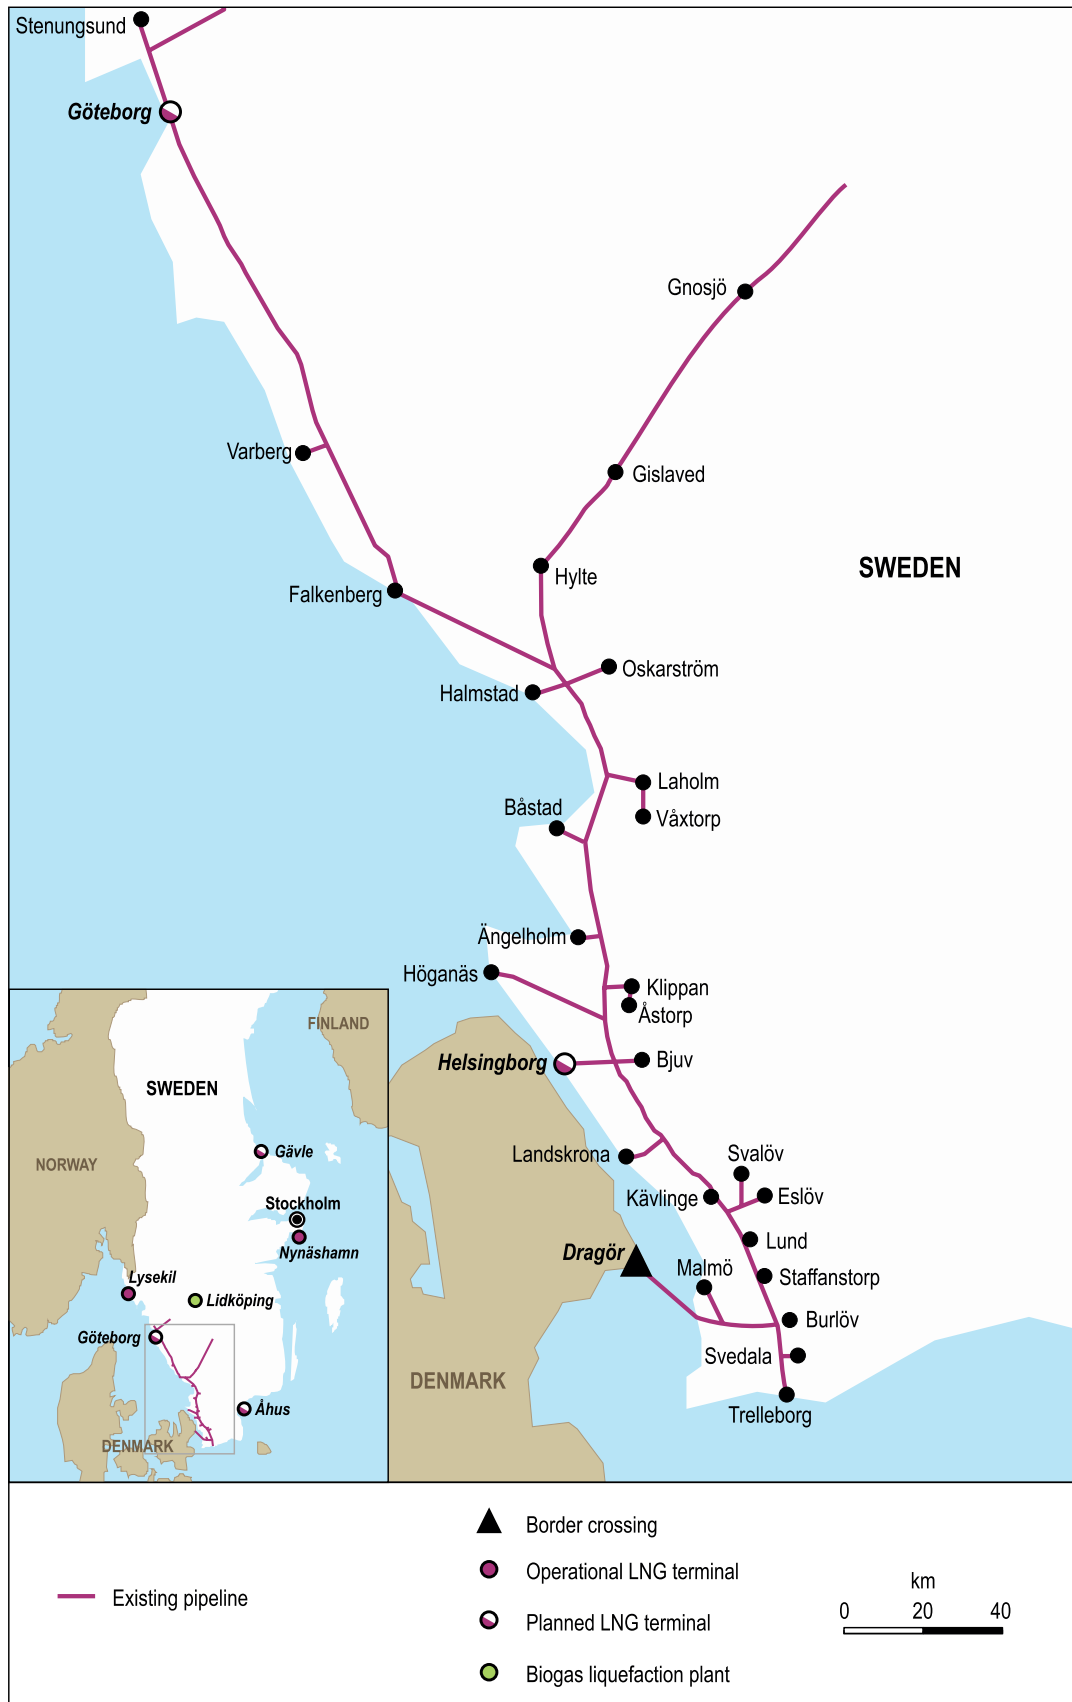 Stenungsund
Göteborg
Gnosjö
Varberg
Gislaved
SWEDEN
Hylte
Falkenberg
Oskarström
Halmstad
Laholm
Båstad
Våxtorp
Ängelholm
Höganäs
Klippan
Åstorp
Helsingborg
Bjuv
Landskrona
Svalöv
Kävlinge
Eslöv
Lund
Dragör
Malmö
Staffanstorp
Burlöv
Svedala
DENMARK
Trelleborg
FINLAND
SWEDEN
NORWAY
Gävle
Stockholm
Nynäshamn
Lysekil
Lidköping
Göteborg
Åhus
DENMARK
Existing pipeline
Border crossing
Operational LNG terminal
Planned LNG terminal
Biogas liquefaction plant
km
0 20 40